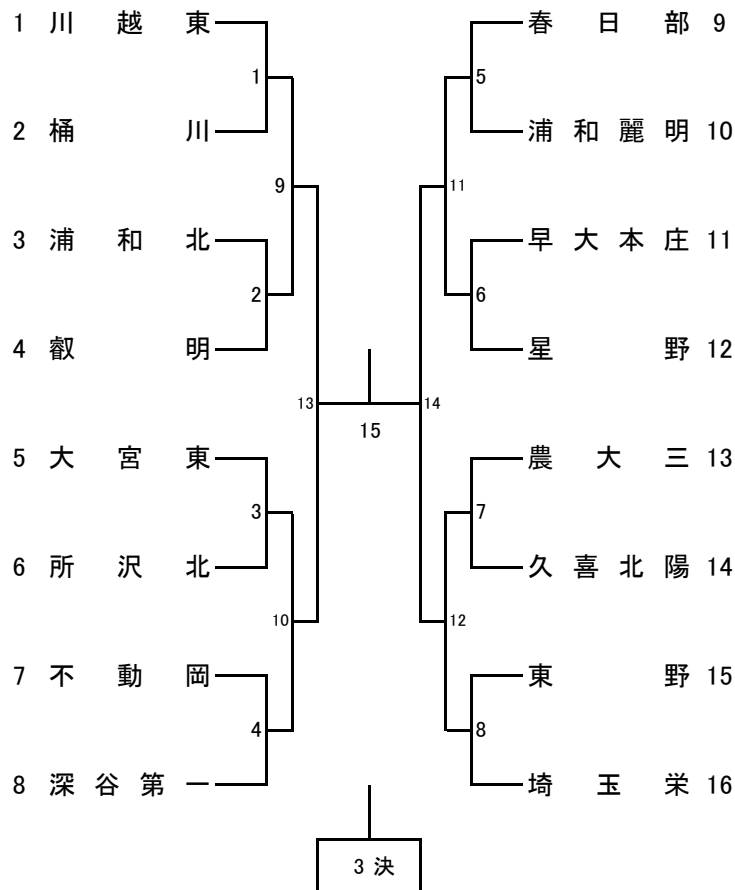 1 川越東
1
2 桶川
9
3 浦和北
2
4 叡明
13
5 大宮東
3
6 所沢北
10
7 不動岡
4
8 深谷第一
15
3決
春日部 9
5
浦和麗明 10
11
早大本庄 11
6
星野 12
14
農大三 13
7
久喜北陽 14
12
東野 15
8
埼玉栄 16